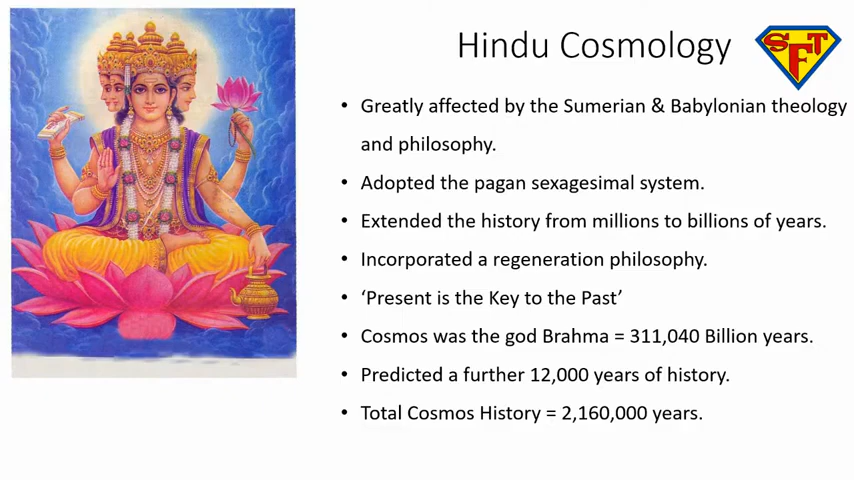 Hindu Cosmology
SFT
• Greatly affected by the Sumerian & Babylonian theology
and philosophy.
• Adopted the pagan sexagesimal system.
• Extended the history from millions to billions of years.
• Incorporated a regeneration philosophy.
• ‘Present is the Key to the Past’
• Cosmos was the god Brahma = 311,040 Billion years.
• Predicted a further 12,000 years of history.
• Total Cosmos History = 2,160,000 years.